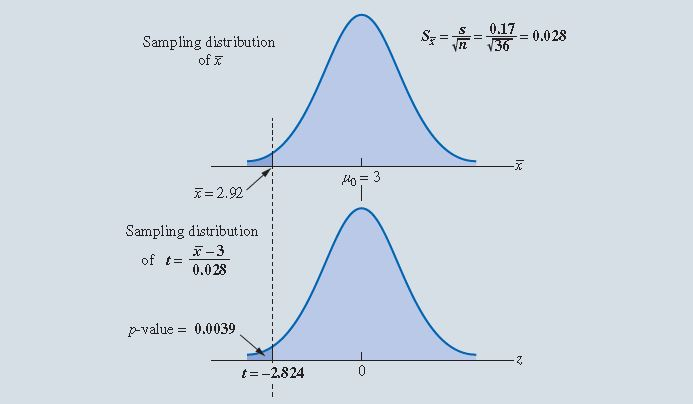 Sampling distribution
of x̅
S_x̅ = s/√n = 0.17/√36 = 0.028
x̅
μ₀ = 3
x̅ = 2.92
Sampling distribution
of t = (x̅ − 3)/0.028
p-value = 0.0039
z
t = −2.824
0